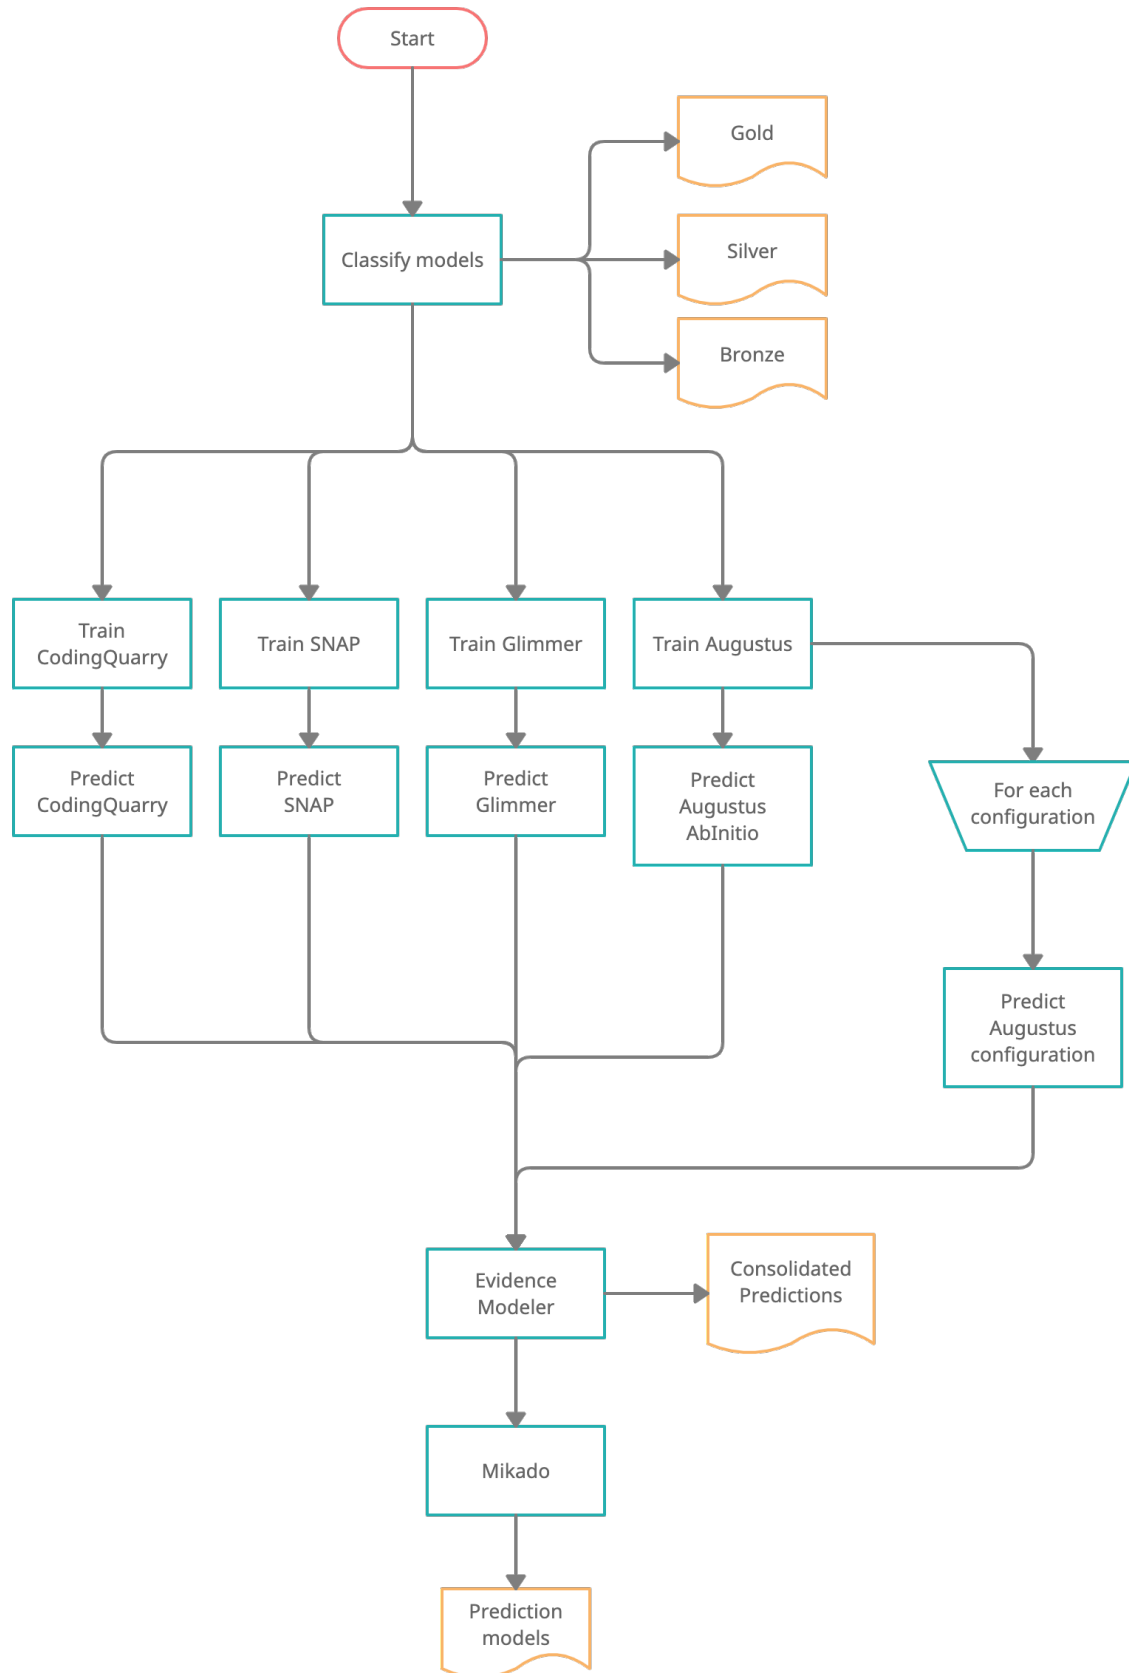 Start
Gold
Classify models
Silver
Bronze
Train
CodingQuarry
Train SNAP
Train Glimmer
Train Augustus
Predict
CodingQuarry
Predict
SNAP
Predict
Glimmer
Predict
Augustus
AbInitio
For each
configuration
Predict
Augustus
configuration
Evidence
Modeler
Consolidated
Predictions
Mikado
Prediction
models